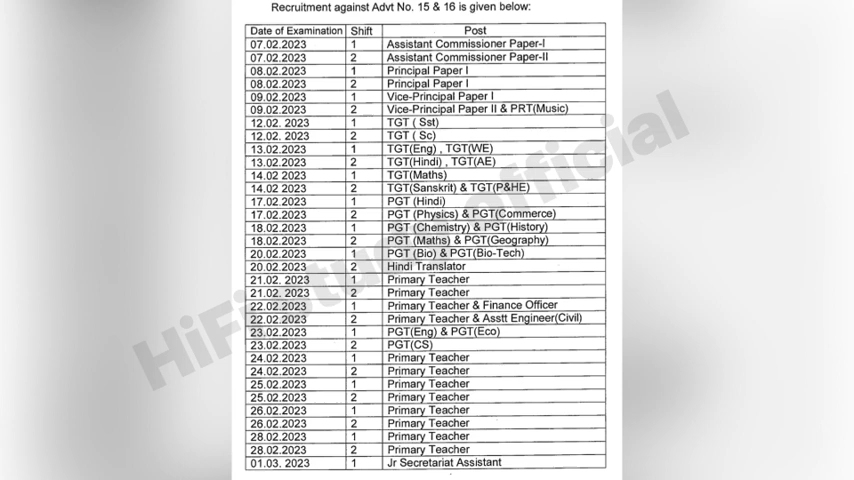 Recruitment against Advt No. 15 & 16 is given below:
Date of Examination Shift Post
07.02.2023 1 Assistant Commissioner Paper-I
07.02.2023 2 Assistant Commissioner Paper-II
08.02.2023 1 Principal Paper I
08.02.2023 2 Principal Paper I
09.02.2023 1 Vice-Principal Paper I
09.02.2023 2 Vice-Principal Paper II & PRT(Music)
12.02. 2023 1 TGT ( Sst)
12.02. 2023 2 TGT ( Sc)
13.02.2023 1 TGT(Eng) , TGT(WE)
13.02.2023 2 TGT(Hindi) , TGT(AE)
14.02 2023 1 TGT(Maths)
14.02 2023 2 TGT(Sanskrit) & TGT(P&HE)
17.02.2023 1 PGT (Hindi)
17.02.2023 2 PGT (Physics) & PGT(Commerce)
18.02.2023 1 PGT (Chemistry) & PGT(History)
18.02.2023 2 PGT (Maths) & PGT(Geography)
20.02.2023 1 PGT (Bio) & PGT(Bio-Tech)
20.02.2023 2 Hindi Translator
21.02. 2023 1 Primary Teacher
21.02. 2023 2 Primary Teacher
22.02.2023 1 Primary Teacher & Finance Officer
22.02.2023 2 Primary Teacher & Asstt Engineer(Civil)
23.02.2023 1 PGT(Eng) & PGT(Eco)
23.02.2023 2 PGT(CS)
24.02.2023 1 Primary Teacher
24.02.2023 2 Primary Teacher
25.02.2023 1 Primary Teacher
25.02.2023 2 Primary Teacher
26.02.2023 1 Primary Teacher
26.02.2023 2 Primary Teacher
28.02.2023 1 Primary Teacher
28.02.2023 2 Primary Teacher
01.03. 2023 1 Jr Secretariat Assistant